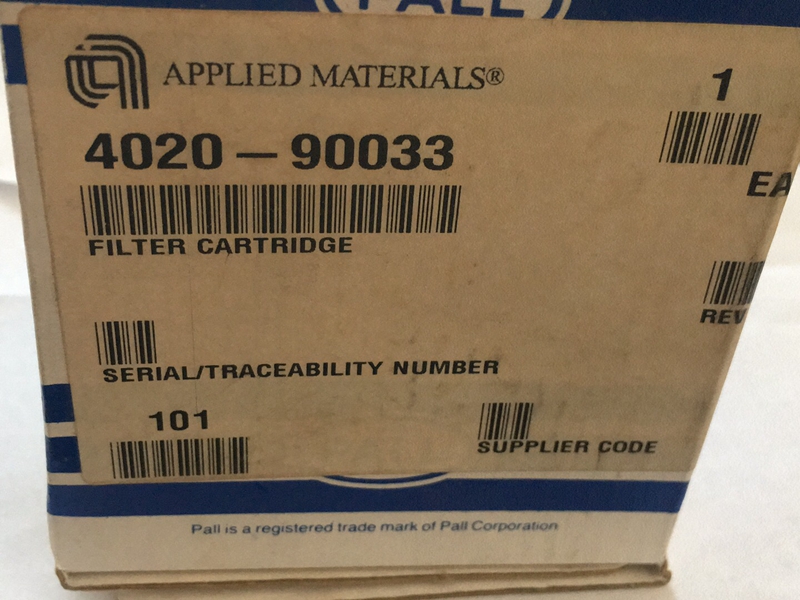 PALL
APPLIED MATERIALS®
1
4020-90033
EA
FILTER CARTRIDGE
REV
SERIAL/TRACEABILITY NUMBER
101
SUPPLIER CODE
Pall is a registered trade mark of Pall Corporation